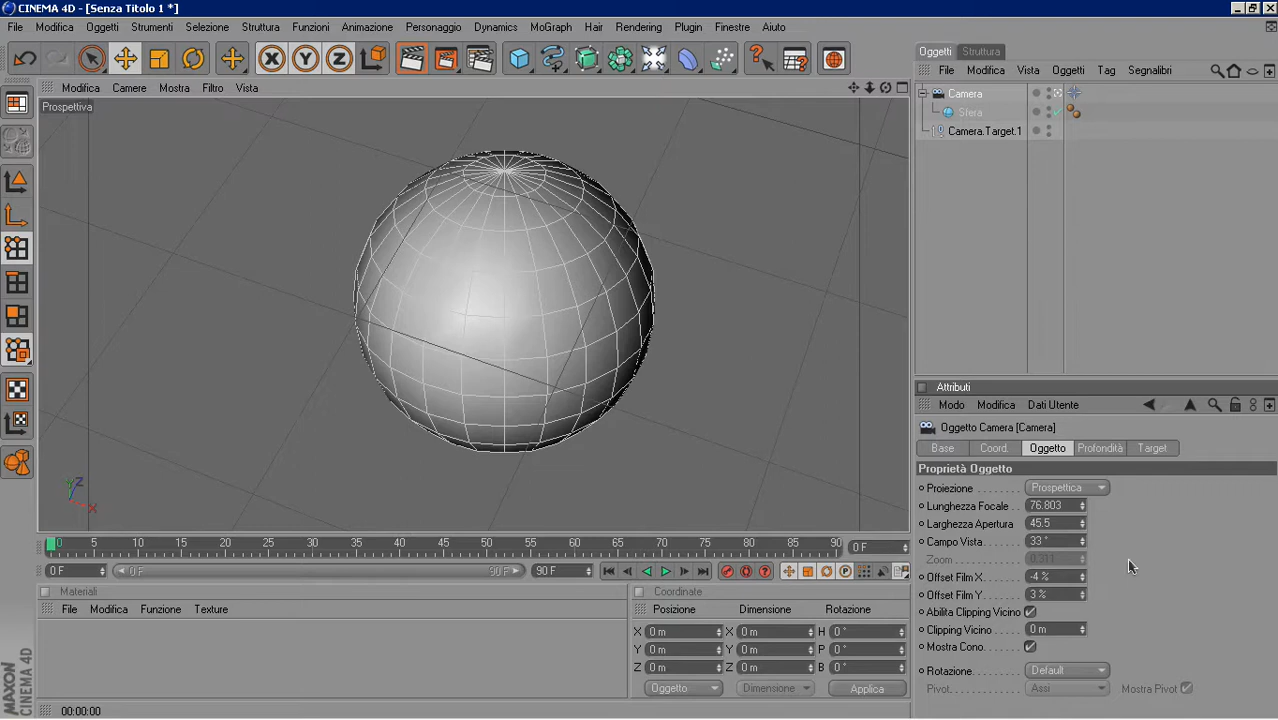 CINEMA 4D - [Senza Titolo 1 *]
File Modifica Oggetti Strumenti Selezione Struttura Funzioni Animazione Personaggio Dynamics MoGraph Hair Rendering Plugin Finestre Aiuto
X Y Z
Modifica Camere Mostra Filtro Vista
Prospettiva
Y Z X
0 5 10 15 20 25 30 35 40 45 50 55 60 65 70 75 80 85 90 0 F
0 F 0 F 90 F 90 F
Materiali
File Modifica Funzione Texture
Coordinate
Posizione Dimensione Rotazione
X 0 m X 0 m H 0 °
Y 0 m Y 0 m P 0 °
Z 0 m Z 0 m B 0 °
Oggetto Dimensione Applica
00:00:00
MAXON
CINEMA 4D
Oggetti Struttura
File Modifica Vista Oggetti Tag Segnalibri
Camera
Sfera
Camera.Target.1
Attributi
Modo Modifica Dati Utente
Oggetto Camera [Camera]
Base Coord. Oggetto Profondità Target
Proprietà Oggetto
Proiezione Prospettica
Lunghezza Focale 76.803
Larghezza Apertura 45.5
Campo Vista 33 °
Zoom 0.311
Offset Film X -4 %
Offset Film Y 3 %
Abilita Clipping Vicino
Clipping Vicino 0 m
Mostra Cono
Rotazione Default
Pivot Assi Mostra Pivot